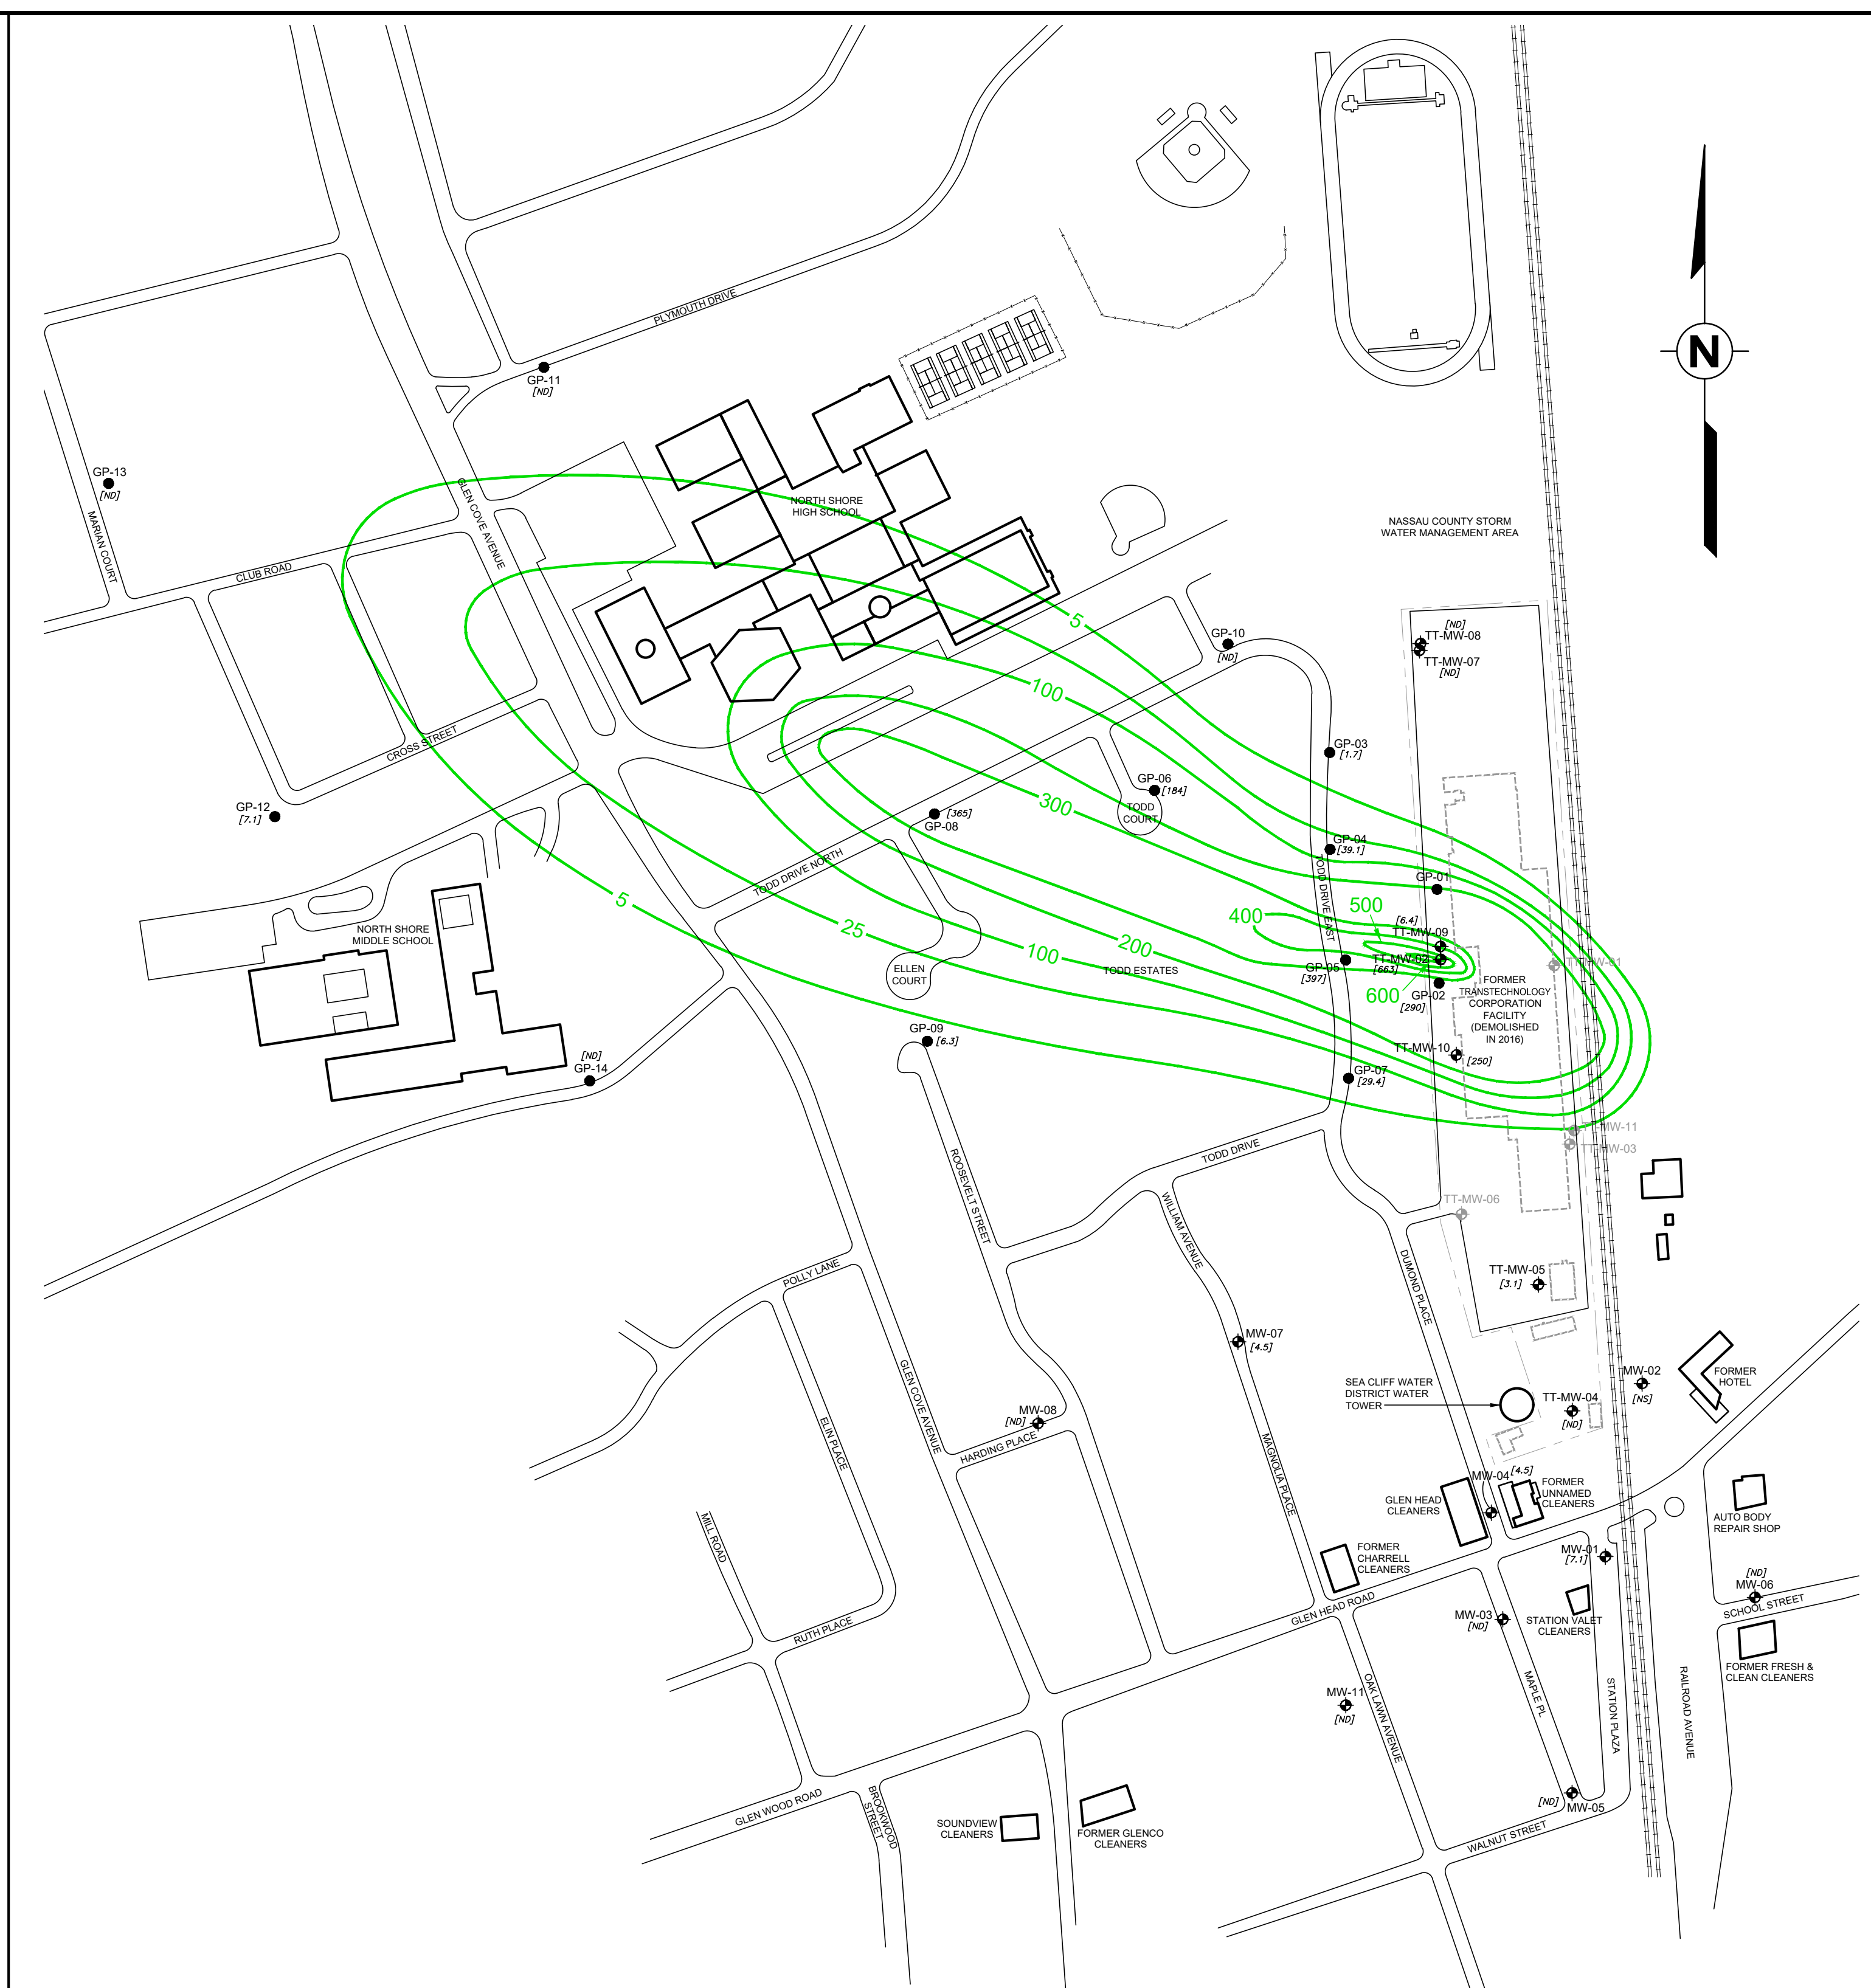 N
PLYMOUTH DRIVE
GP-11
[ND]
GP-13
[ND]
MARIAN COURT
GLEN COVE AVENUE
NORTH SHORE
HIGH SCHOOL
CLUB ROAD
NASSAU COUNTY STORM
WATER MANAGEMENT AREA
5
GP-10
[ND]
[ND]
TT-MW-08
TT-MW-07
[ND]
100
CROSS STREET
GP-03
[1.7]
GP-06
[184]
TODD
COURT
300
GP-12
[7.1]
[365]
GP-08
GP-04
[39.1]
TODD DRIVE NORTH
TODD DRIVE EAST
GP-01
5
400
500
[6.4]
TT-MW-09
25
NORTH SHORE
MIDDLE SCHOOL
100
200
TT-MW-02
[663]
TT-MW-01
ELLEN
COURT
TODD ESTATES
GP-05
[397]
600
GP-02
[290]
FORMER
TRANSTECHNOLOGY
CORPORATION
FACILITY
(DEMOLISHED
IN 2016)
GP-09
[6.3]
TT-MW-10
[250]
[ND]
GP-14
GP-07
[29.4]
TT-MW-11
TT-MW-03
TODD DRIVE
ROOSEVELT STREET
WILLIAM AVENUE
TT-MW-06
DUMOND PLACE
POLLY LANE
TT-MW-05
[3.1]
MW-07
[4.5]
GLEN COVE AVENUE
MW-02
[NS]
FORMER
HOTEL
SEA CLIFF WATER
DISTRICT WATER
TOWER
TT-MW-04
[ND]
ELIN PLACE
MW-08
[ND]
HARDING PLACE
MAGNOLIA PLACE
MW-04
[4.5]
FORMER
UNNAMED
CLEANERS
GLEN HEAD
CLEANERS
AUTO BODY
REPAIR SHOP
MILL ROAD
FORMER
CHARRELL
CLEANERS
MW-01
[7.1]
[ND]
MW-06
SCHOOL STREET
GLEN HEAD ROAD
MW-03
[ND]
STATION VALET
CLEANERS
RUTH PLACE
FORMER FRESH &
CLEAN CLEANERS
MW-11
[ND]
OAK LAWN AVENUE
MAPLE PL
STATION PLAZA
RAILROAD AVENUE
GLEN WOOD ROAD
BROOKWOOD
STREET
SOUNDVIEW
CLEANERS
FORMER GLENCO
CLEANERS
[ND]
MW-05
WALNUT STREET